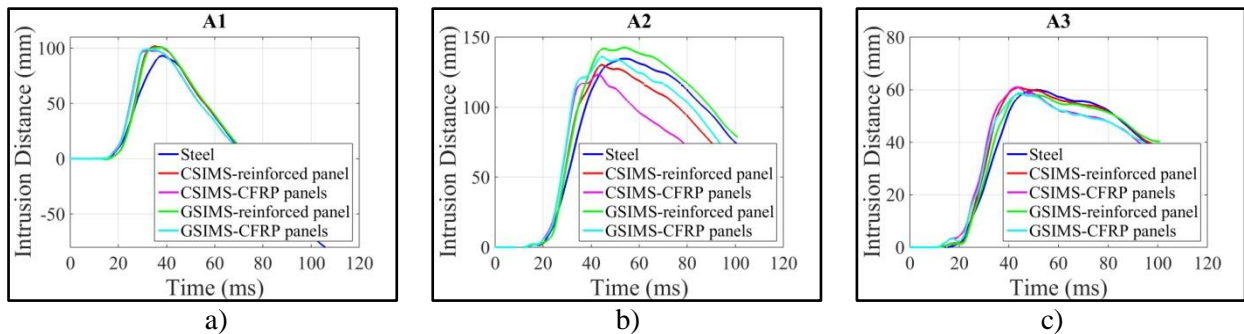 A1
Intrusion Distance (mm)
100
50
0
-50
Steel
CSIMS-reinforced panel
CSIMS-CFRP panels
GSIMS-reinforced panel
GSIMS-CFRP panels
0 20 40 60 80 100 120
Time (ms)
a)
A2
Intrusion Distance (mm)
150
100
50
0
Steel
CSIMS-reinforced panel
CSIMS-CFRP panels
GSIMS-reinforced panel
GSIMS-CFRP panels
0 20 40 60 80 100 120
Time (ms)
b)
A3
Intrusion Distance (mm)
80
60
40
20
0
Steel
CSIMS-reinforced panel
CSIMS-CFRP panels
GSIMS-reinforced panel
GSIMS-CFRP panels
0 20 40 60 80 100 120
Time (ms)
c)